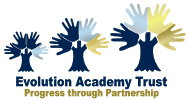 Evolution Academy Trust
Progress through Partnership